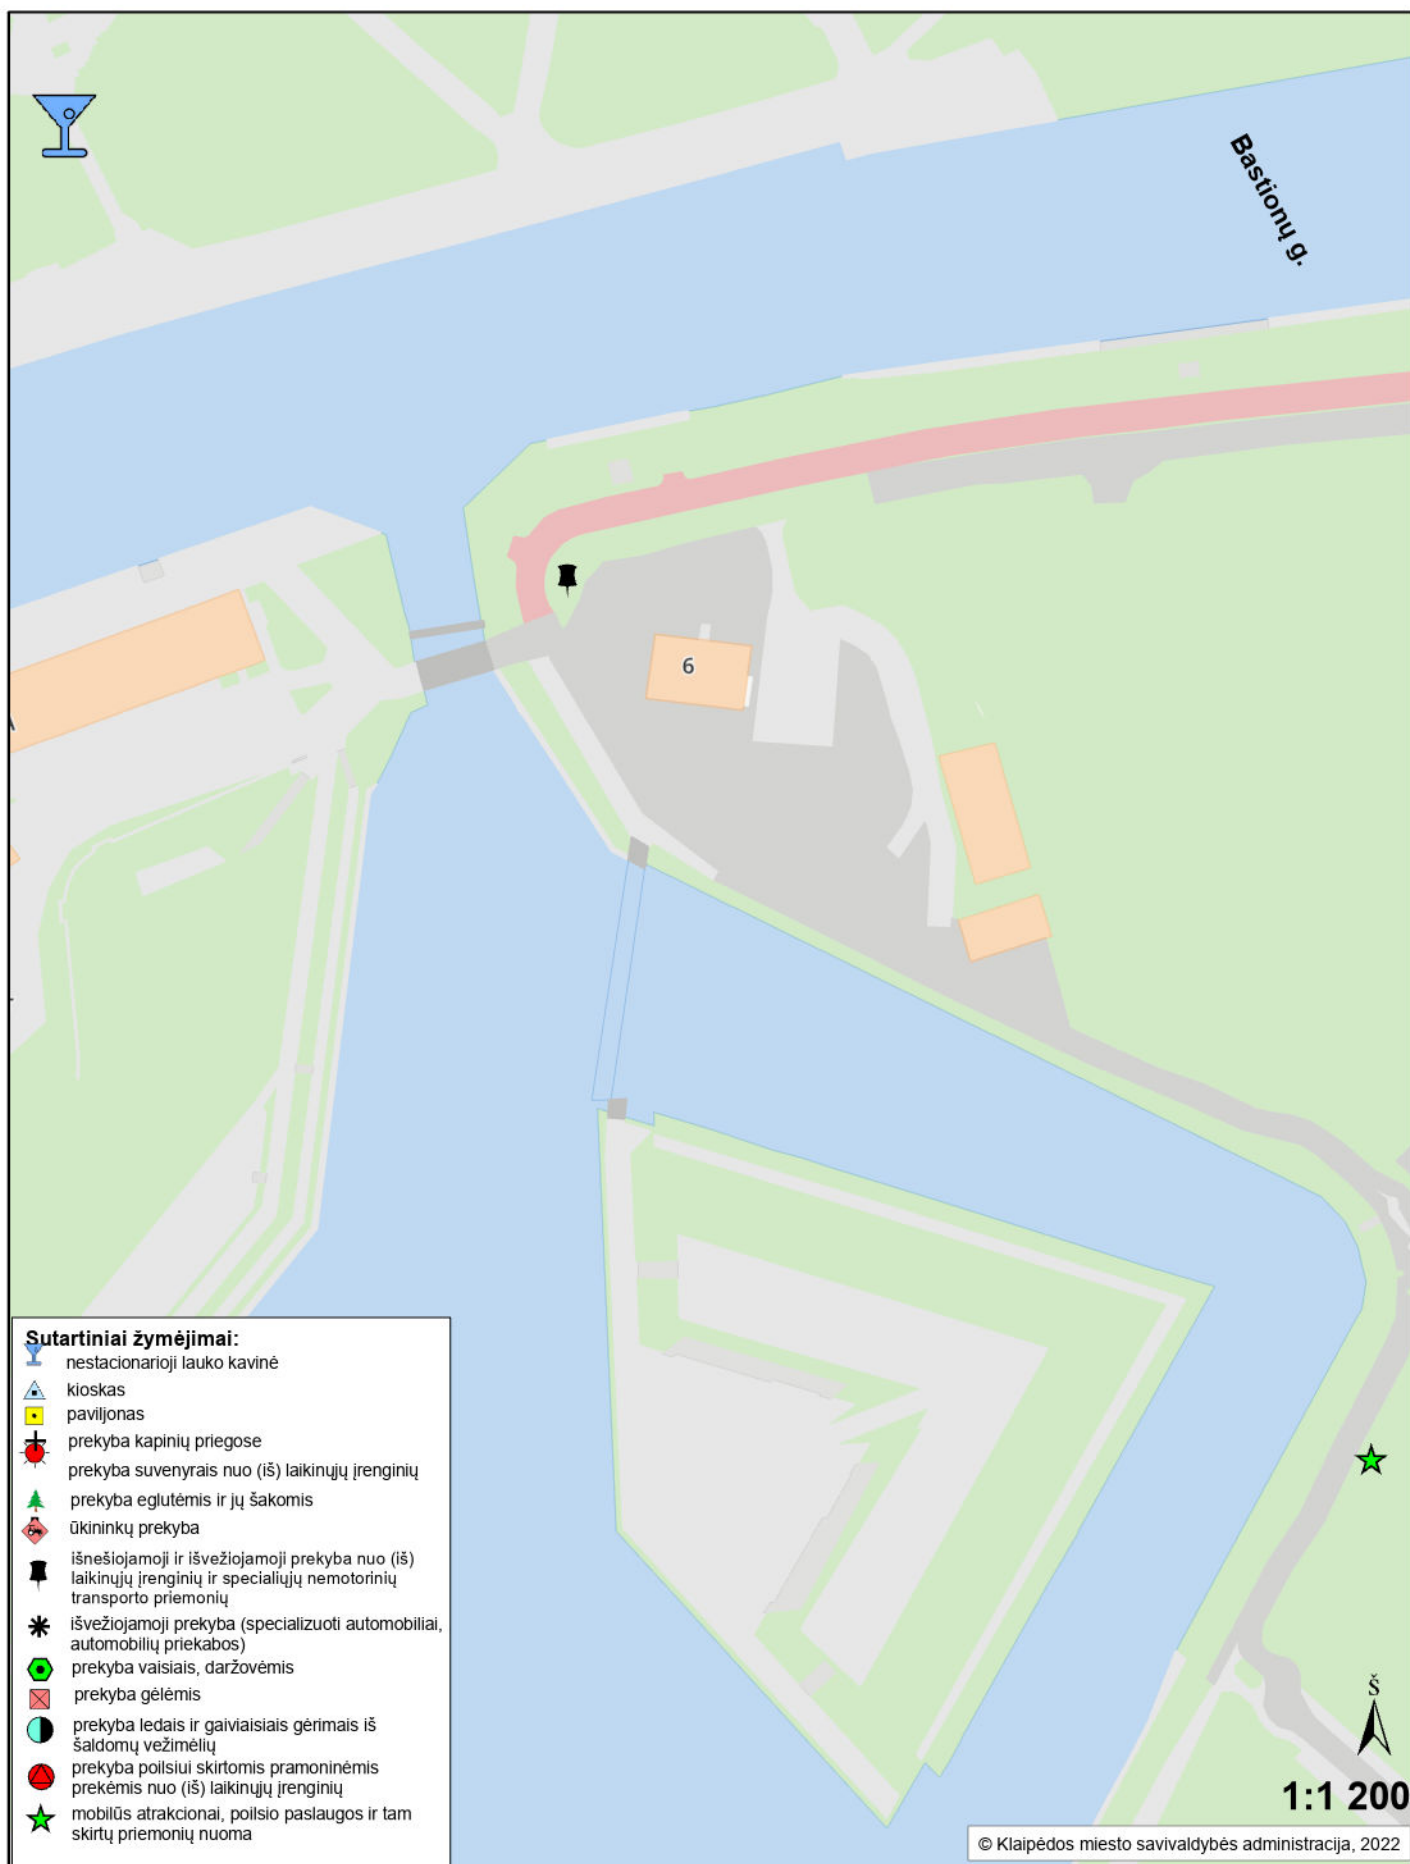 Bastionų g.
6
Sutartiniai žymėjimai:
nestacionarioji lauko kavinė
kioskas
paviljonas
prekyba kapinių priegose
prekyba suvenyrais nuo (iš) laikinųjų įrenginių
prekyba eglutėmis ir jų šakomis
ūkininkų prekyba
išnešiojamoji ir išvežiojamoji prekyba nuo (iš)
laikinųjų įrenginių ir specialiųjų nemotorinių
transporto priemonių
išvežiojamoji prekyba (specializuoti automobiliai,
automobilių priekabos)
prekyba vaisiais, daržovėmis
prekyba gėlėmis
prekyba ledais ir gaiviaisiais gėrimais iš
šaldomų vežimėlių
prekyba poilsiui skirtomis pramoninėmis
prekėmis nuo (iš) laikinųjų įrenginių
mobilūs atrakcionai, poilsio paslaugos ir tam
skirtų priemonių nuoma
Š
1:1 200
© Klaipėdos miesto savivaldybės administracija, 2022